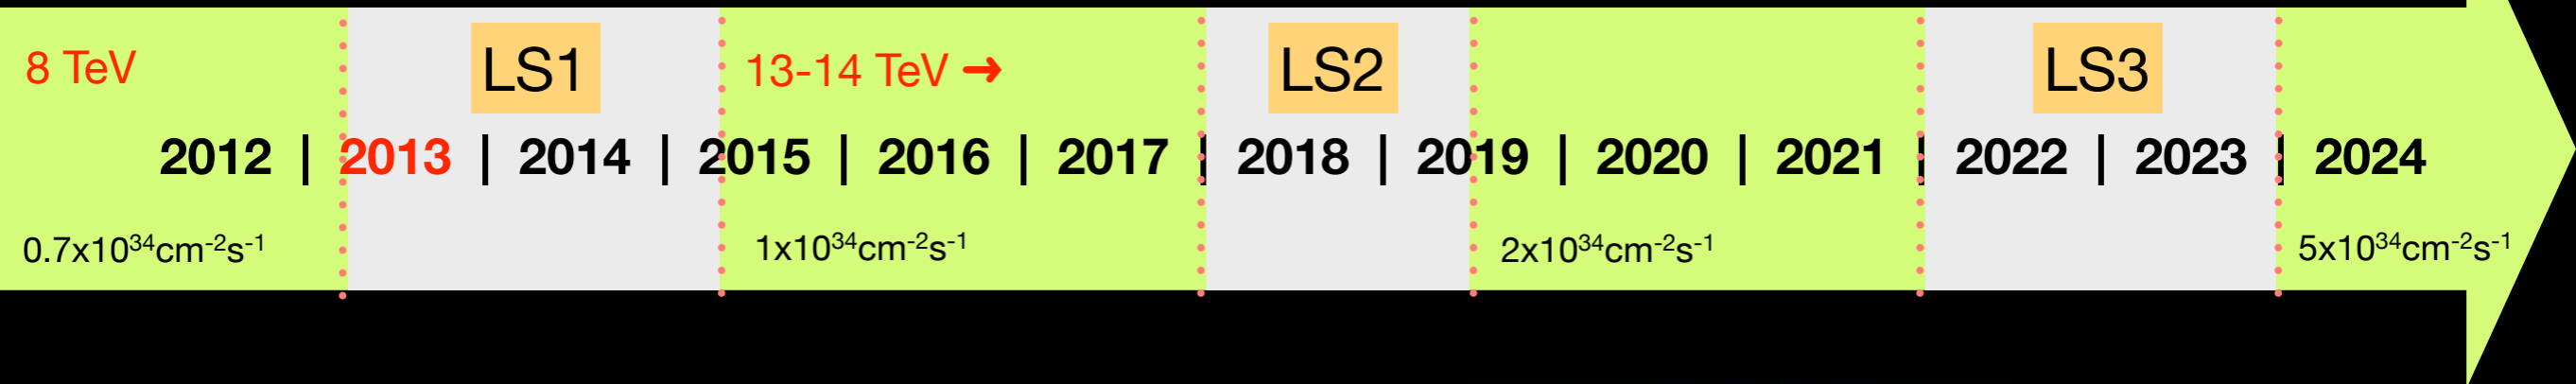 8 TeV LS1 13-14 TeV → LS2 LS3
2012 | 2013 | 2014 | 2015 | 2016 | 2017 | 2018 | 2019 | 2020 | 2021 | 2022 | 2023 | 2024
0.7x10³⁴cm⁻²s⁻¹ 1x10³⁴cm⁻²s⁻¹ 2x10³⁴cm⁻²s⁻¹ 5x10³⁴cm⁻²s⁻¹